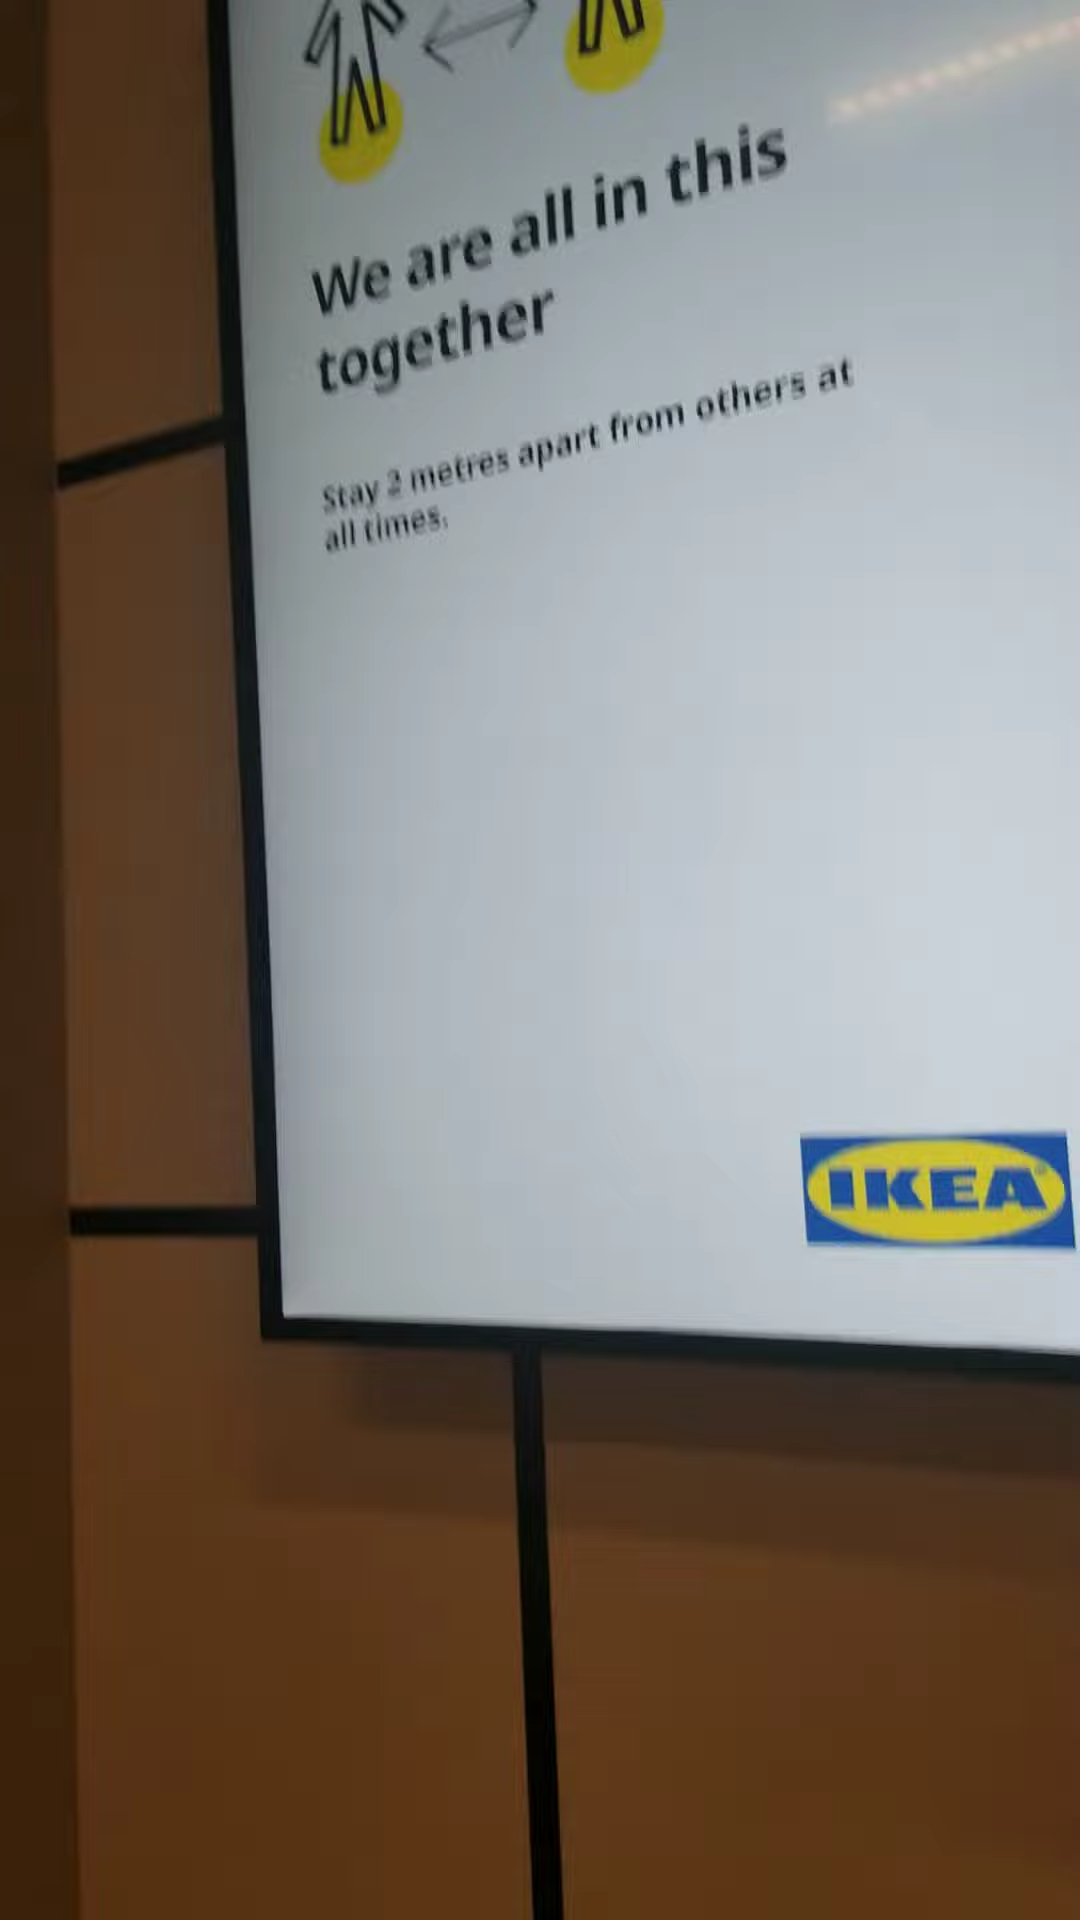 We are all in this
together
Stay 2 metres apart from others at
all times.
IKEA